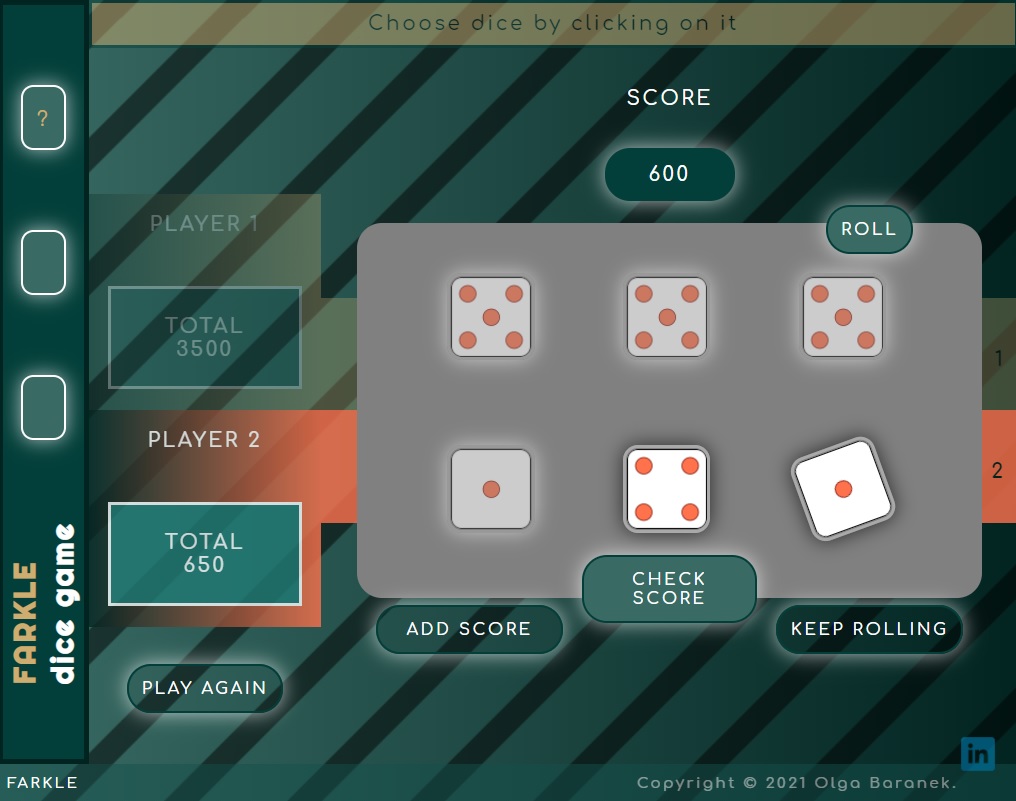 Choose dice by clicking on it
?
SCORE
600
ROLL
PLAYER 1
TOTAL
3500
1
PLAYER 2
TOTAL
650
2
CHECK
SCORE
ADD SCORE
KEEP ROLLING
PLAY AGAIN
FARKLE
dice game
in
FARKLE
Copyright © 2021 Olga Baranek.